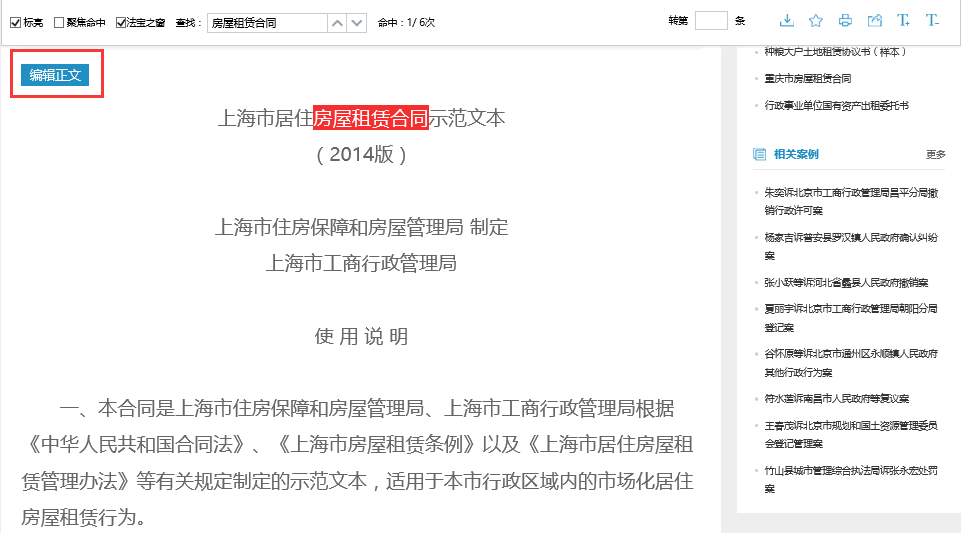 标亮 聚焦命中 法宝之窗 查找： 房屋租赁合同 命中：1/ 6次 转第 条
编辑正文
上海市居住房屋租赁合同示范文本
（2014版）
上海市住房保障和房屋管理局 制定
上海市工商行政管理局
使 用 说 明
一、本合同是上海市住房保障和房屋管理局、上海市工商行政管理局根据
《中华人民共和国合同法》、《上海市房屋租赁条例》以及《上海市居住房屋租
赁管理办法》等有关规定制定的示范文本，适用于本市行政区域内的市场化居住
房屋租赁行为。
种粮大户土地租赁协议书（样本）
重庆市房屋租赁合同
行政事业单位国有资产出租委托书
相关案例 更多
朱奕诉北京市工商行政管理局昌平分局撤
销行政许可案
杨家吉诉普安县罗汉镇人民政府确认纠纷
案
张小跃等诉河北省蠡县人民政府撤销案
夏丽宇诉北京市工商行政管理局朝阳分局
登记案
谷怀原等诉北京市通州区永顺镇人民政府
其他行政行为案
符水莲诉南昌市人民政府等复议案
王春茂诉北京市规划和国土资源管理委员
会登记管理案
竹山县城市管理综合执法局诉张永宏处罚
案